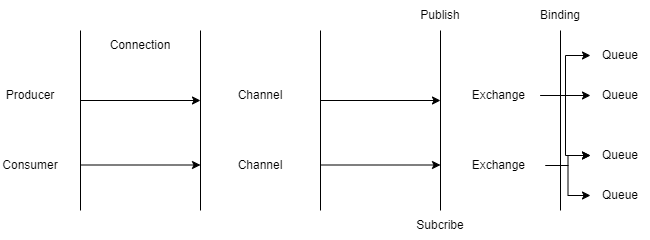 Publish
Binding
Connection
Queue
Producer
Channel
Exchange
Queue
Consumer
Channel
Exchange
Queue
Queue
Subcribe